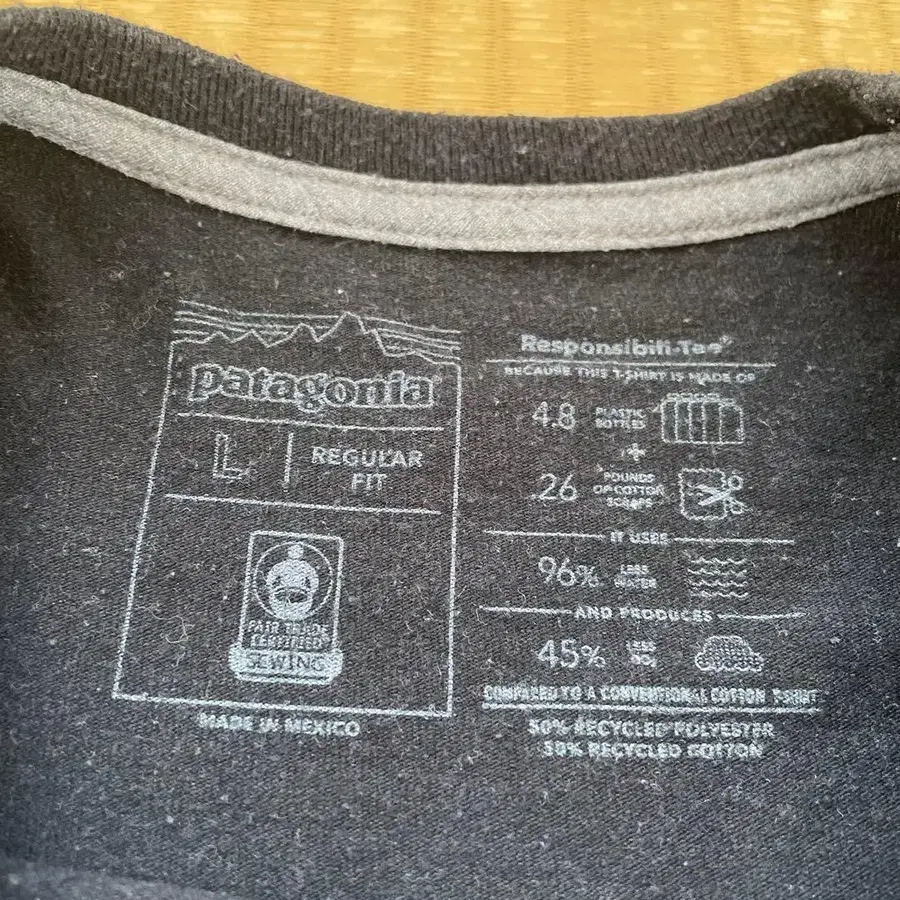 patagonia®
L
REGULAR
FIT
FAIR TRADE
CERTIFIED™
SEWING
MADE IN MEXICO
Responsibili-Tee®
BECAUSE THIS T-SHIRT IS MADE OF
4.8 PLASTIC
BOTTLES
+
.26 POUNDS
OF COTTON
SCRAPS
IT USES
96% LESS
WATER
AND PRODUCES
45% LESS
CO₂
COMPARED TO A CONVENTIONAL COTTON T-SHIRT
50% RECYCLED POLYESTER
50% RECYCLED COTTON